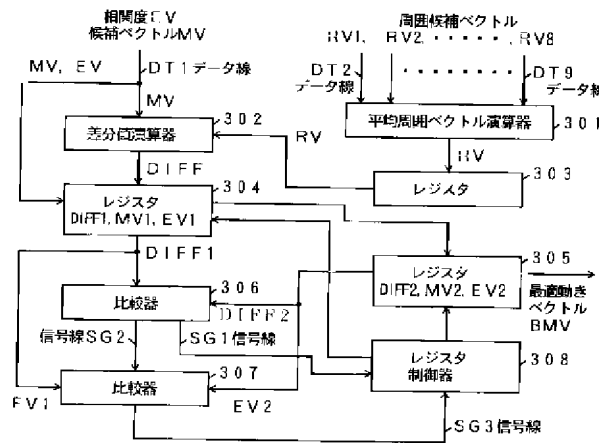 相関度EV
候補ベクトルMV
周囲候補ベクトル
MV, EV
DT1データ線
RV1, RV2, ・・・・・, RV8
DT2
データ線
DT9
データ線
MV
302
差分値演算器
RV
平均周囲ベクトル演算器
301
DIFF
RV
304
レジスタ
DIFF1, MV1, EV1
303
レジスタ
DIFF1
305
レジスタ
DIFF2, MV2, EV2
最適動き
ベクトル
BMV
306
比較器
DIFF2
信号線SG2
SG1信号線
レジスタ
制御器
308
307
比較器
EV1
EV2
SG3信号線